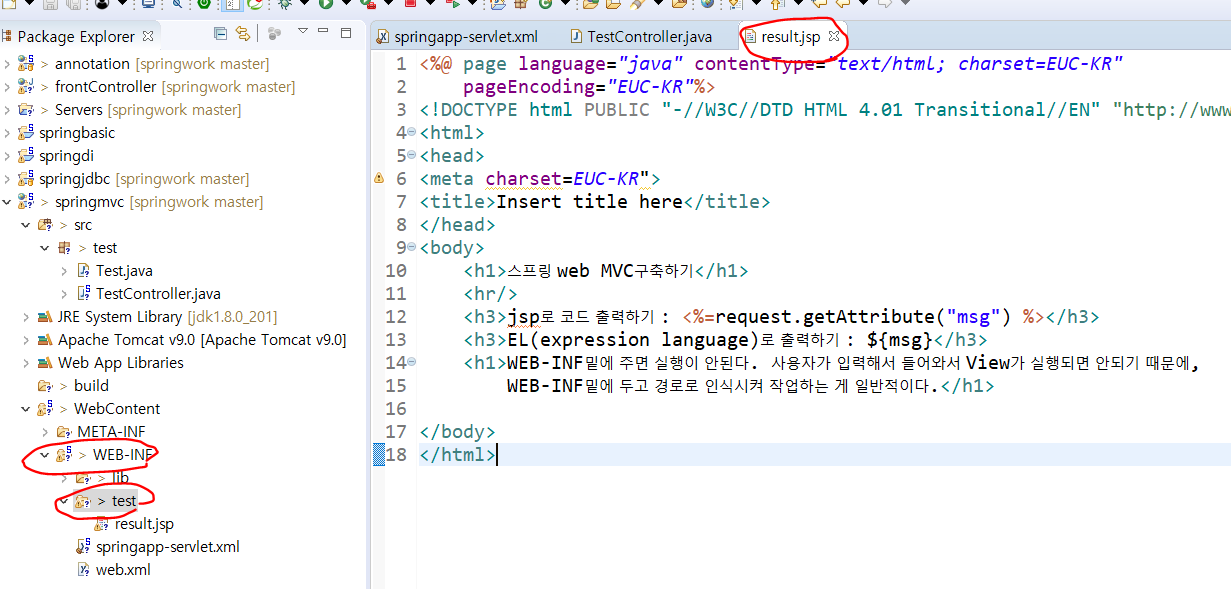 Package Explorer
> annotation [springwork master]
> frontController [springwork master]
> Servers [springwork master]
springbasic
springdi
springjdbc [springwork master]
> springmvc [springwork master]
> src
> test
Test.java
TestController.java
JRE System Library [jdk1.8.0_201]
Apache Tomcat v9.0 [Apache Tomcat v9.0]
Web App Libraries
> build
> WebContent
META-INF
> WEB-INF
> lib
> test
result.jsp
springapp-servlet.xml
web.xml
springapp-servlet.xml TestController.java result.jsp
1 <%@ page language="java" contentType="text/html; charset=EUC-KR"
2 pageEncoding="EUC-KR"%>
3 <!DOCTYPE html PUBLIC "-//W3C//DTD HTML 4.01 Transitional//EN" "http://www
4 <html>
5 <head>
6 <meta charset=EUC-KR">
7 <title>Insert title here</title>
8 </head>
9 <body>
10 <h1>스프링 web MVC구축하기</h1>
11 <hr/>
12 <h3>jsp로 코드 출력하기 : <%=request.getAttribute("msg") %></h3>
13 <h3>EL(expression language)로 출력하기 : ${msg}</h3>
14 <h1>WEB-INF밑에 주면 실행이 안된다. 사용자가 입력해서 들어와서 View가 실행되면 안되기 때문에,
15 WEB-INF밑에 두고 경로로 인식시켜 작업하는 게 일반적이다.</h1>
16
17 </body>
18 </html>